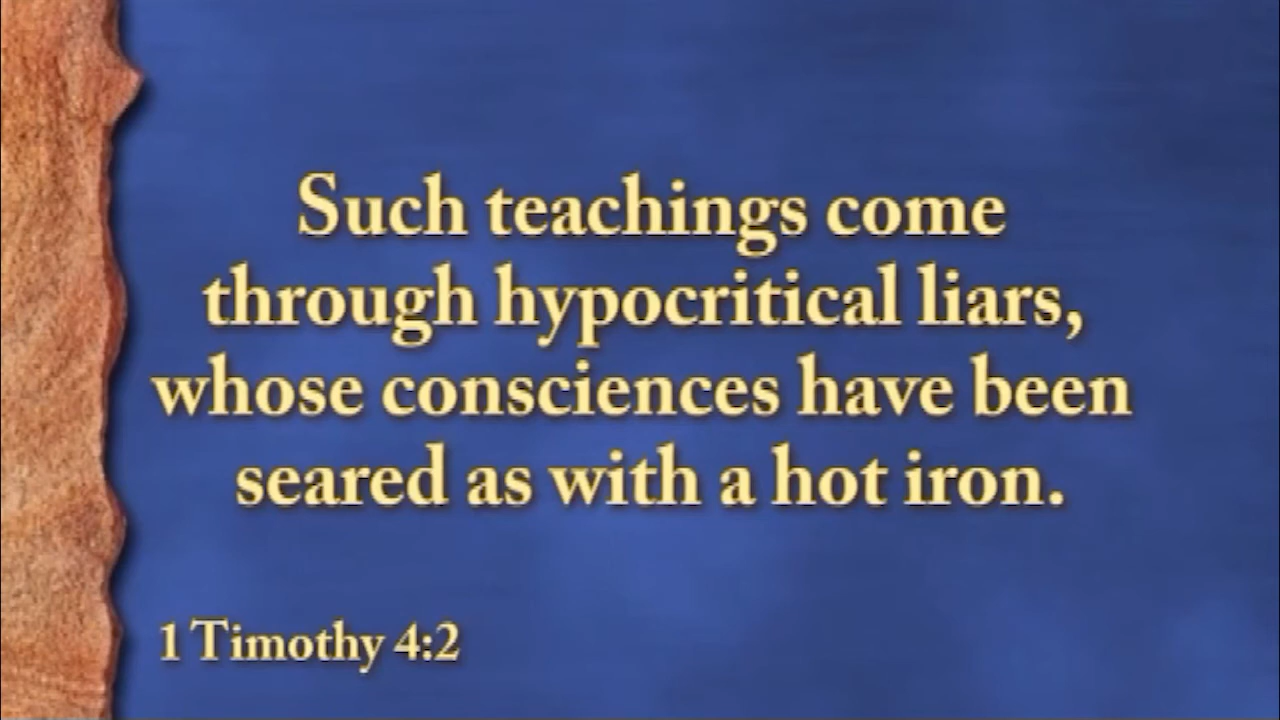 Such teachings come
through hypocritical liars,
whose consciences have been
seared as with a hot iron.
1 Timothy 4:2